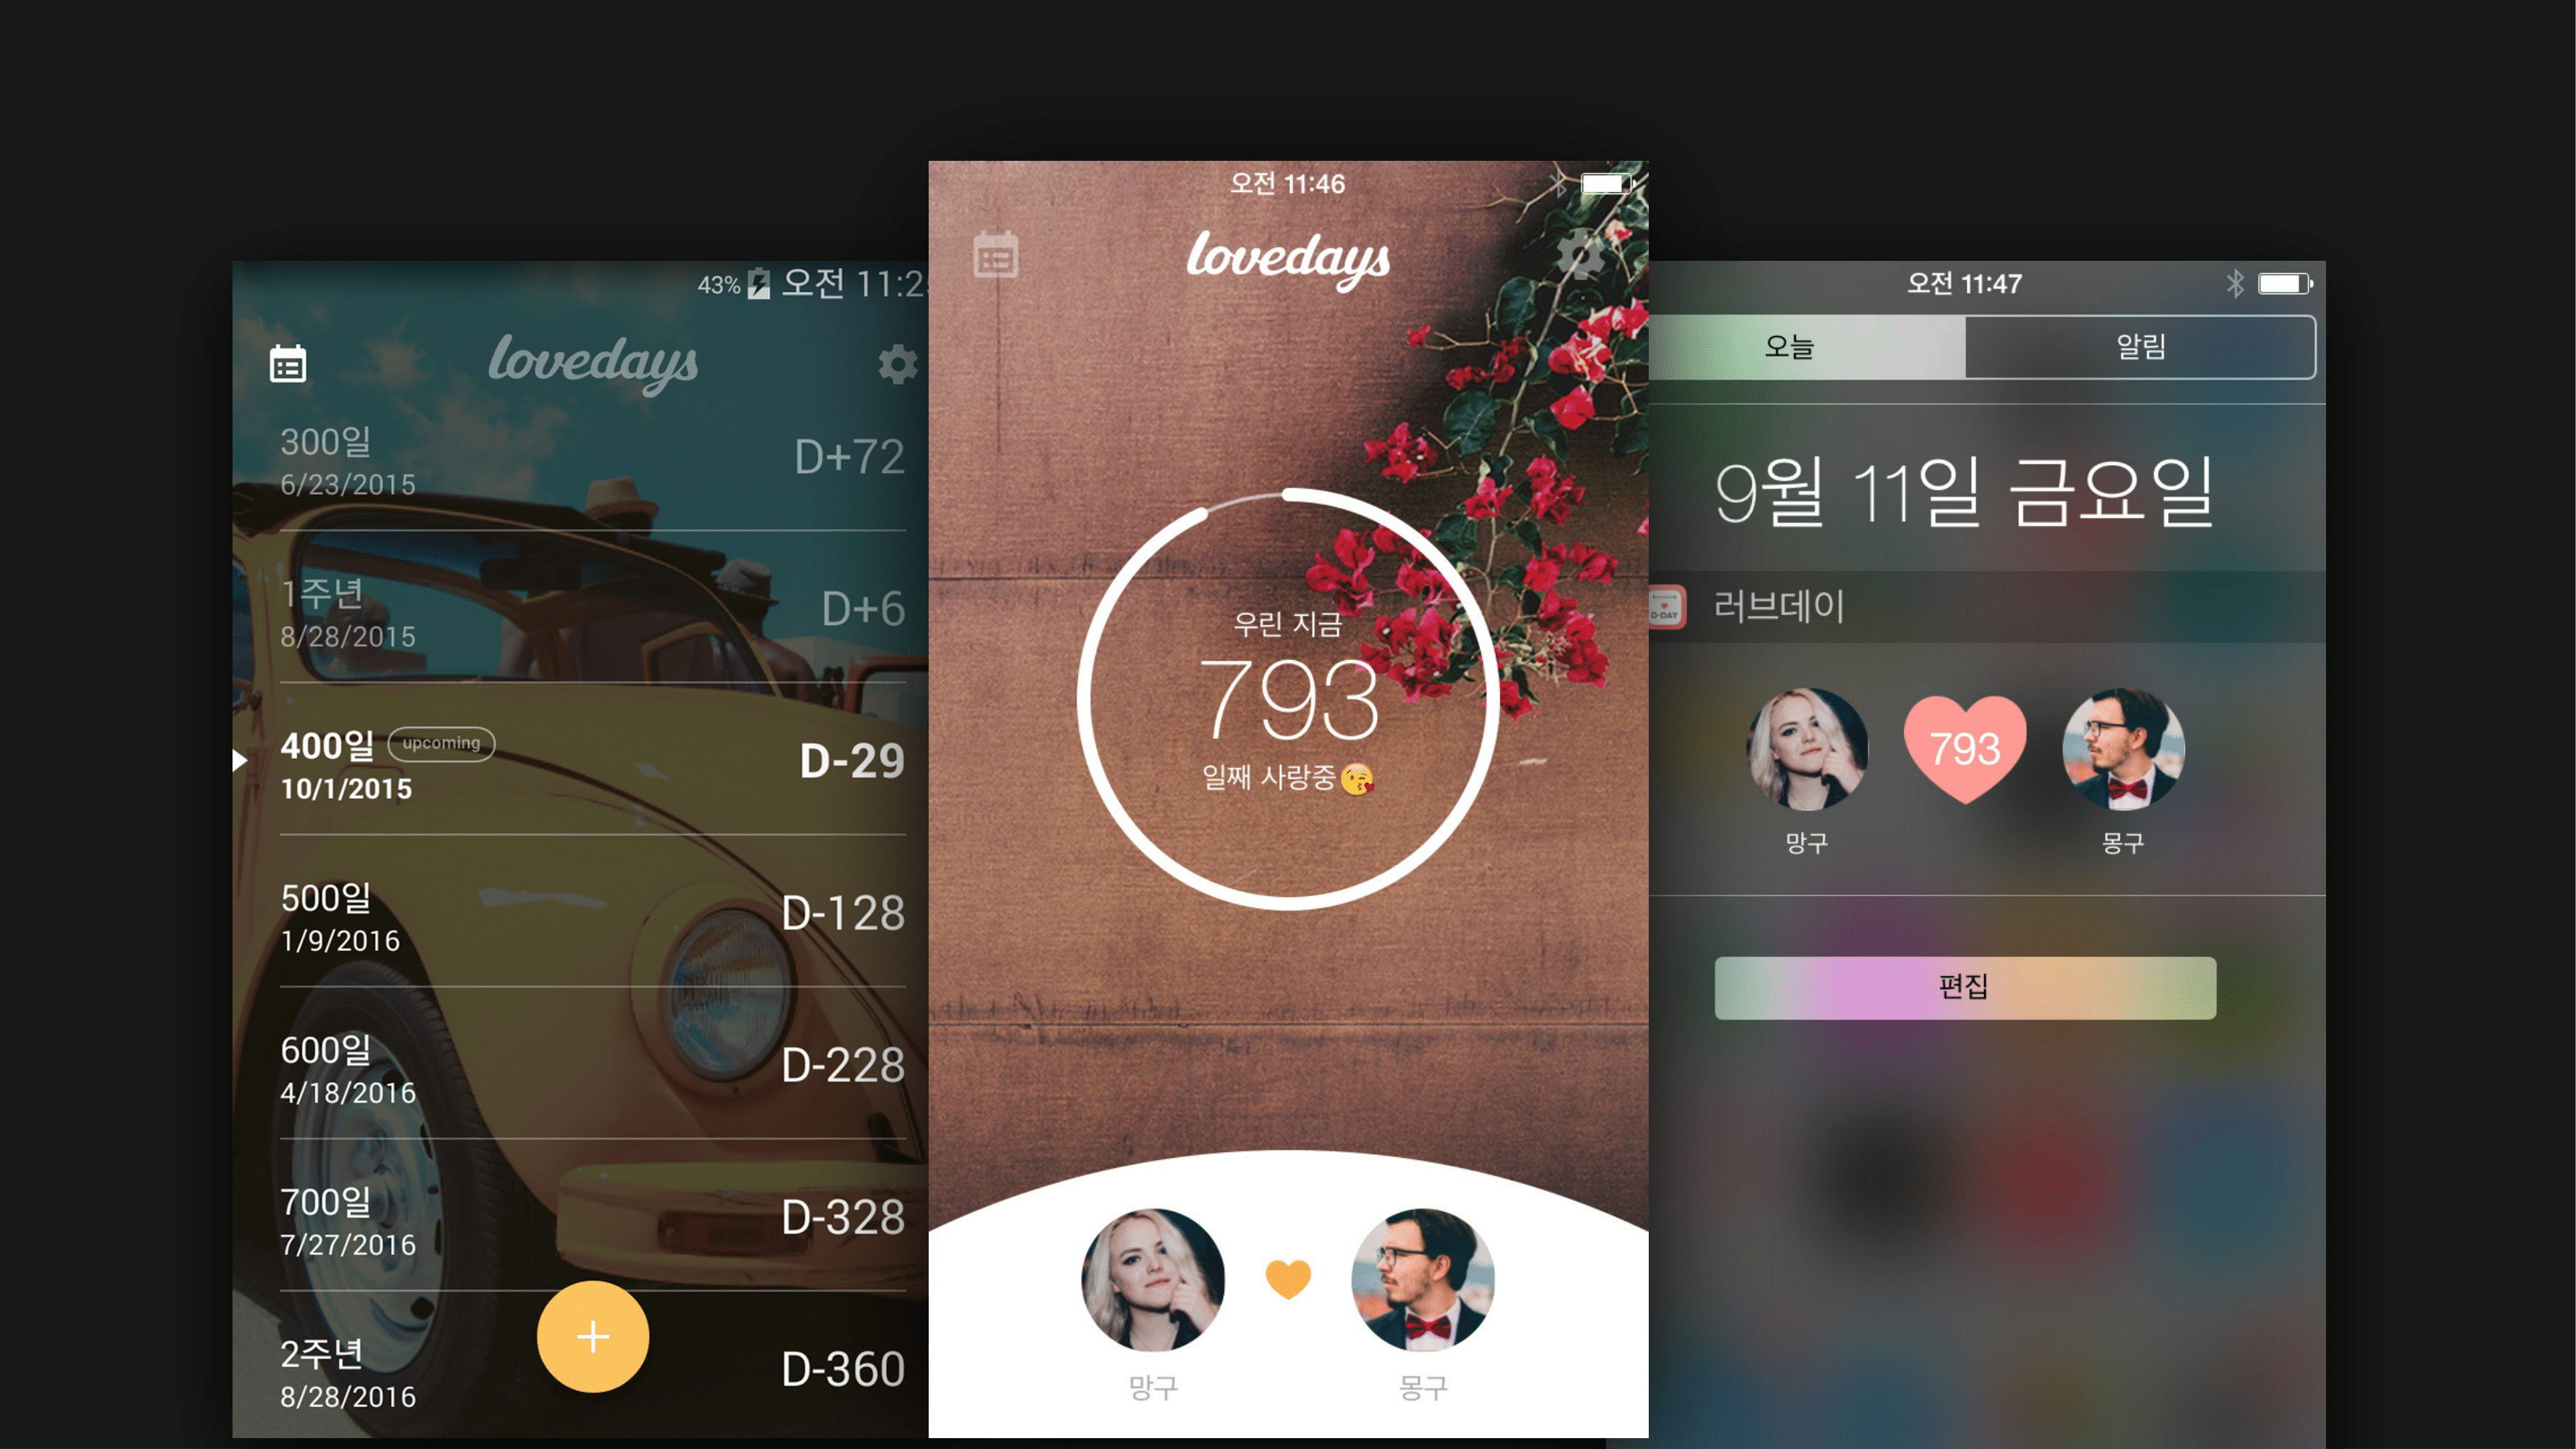 43% 오전 11:2
lovedays
300일
6/23/2015
D+72
1주년
8/28/2015
D+6
400일 upcoming
10/1/2015
D-29
500일
1/9/2016
D-128
600일
4/18/2016
D-228
700일
7/27/2016
D-328
2주년
8/28/2016
D-360
오전 11:46
lovedays
우린 지금
793
일째 사랑중😘
망구
몽구
오전 11:47
오늘
알림
9월 11일 금요일
D-DAY
러브데이
793
망구
몽구
편집